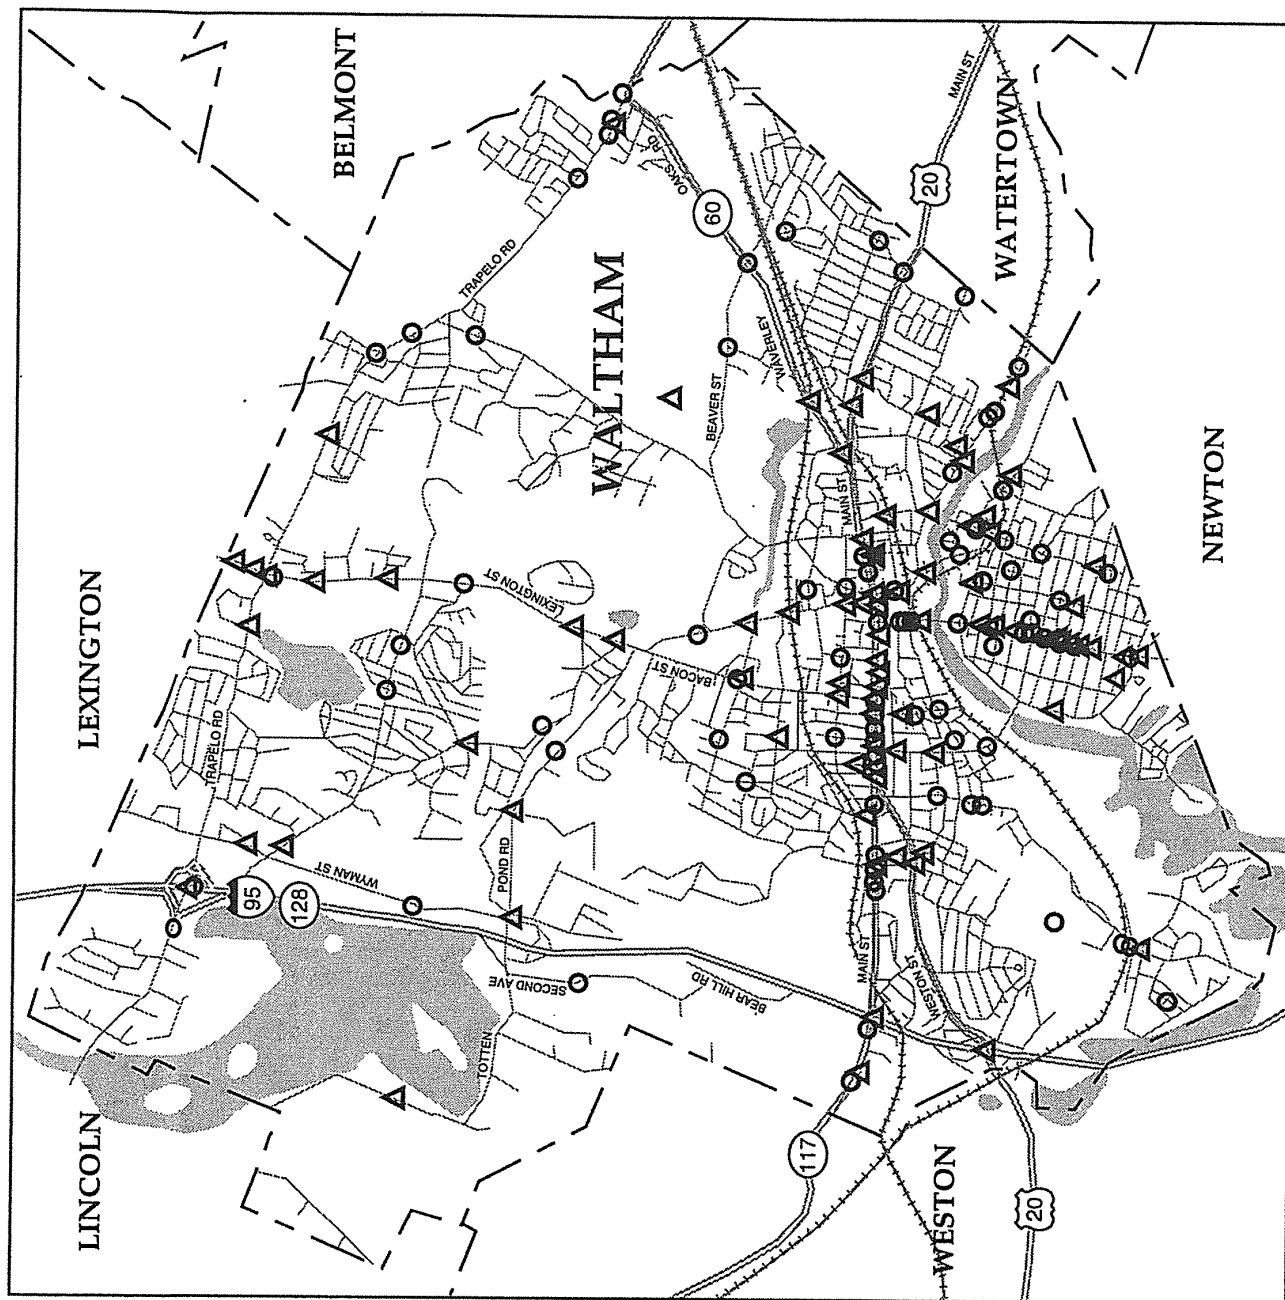 LINCOLN
LEXINGTON
BELMONT
TRAPELO RD
TRAPELO RD
95
128
WYMAN ST
POND RD
TOTTEN
SECOND AVE
LEXINGTON ST
WALTHAM
OAKS RD
60
BEAVER ST
WAVERLEY
BACON ST
BEAR HILL RD
117
MAIN ST
MAIN ST
MAIN ST
20
WATERTOWN
WESTON ST
WESTON
20
NEWTON